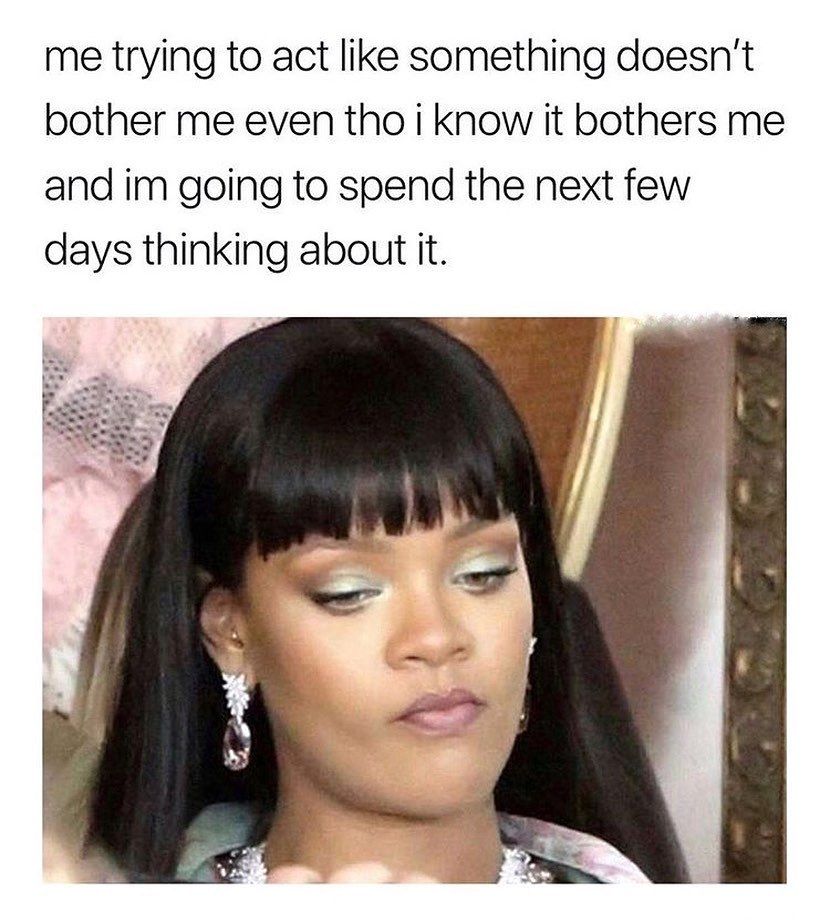 me trying to act like something doesn’t
bother me even tho i know it bothers me
and im going to spend the next few
days thinking about it.